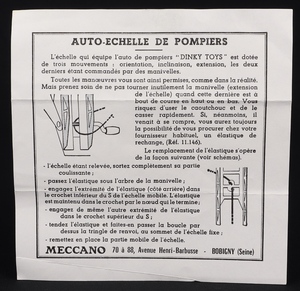 AUTO-ECHELLE DE POMPIERS
L'échelle qui équipe l'auto de pompiers "DINKY TOYS" est dotée
de trois mouvements : orientation, inclinaison, extension, les deux
derniers étant commandés par des manivelles.
Toutes les manœuvres vous sont ainsi permises, comme dans la réalité.
Mais prenez soin de ne pas tourner inutilement la manivelle (extension
de l'échelle) quand cette dernière est à
bout de course en haut ou en bas. Vous
risquez d'user le caoutchouc et de le
casser rapidement. Si, néanmoins, il
venait à se rompre, vous aurez toujours
la possibilité de vous procurer chez votre
fournisseur habituel, un élastique de
rechange, (Réf. 11.146).
Le remplacement de l'élastique s'opère
de la façon suivante (voir schémas).
- l'échelle étant relevée, sortez complètement sa partie
coulissante ;
- passez l'élastique sous l'arbre de la manivelle ;
- engagez l'extrémité de l'élastique (côté arrière) dans
le crochet inférieur du S de l'échelle mobile. L'élastique
est maintenu dans le crochet par le nœud qui le termine ;
- engagez de même l'autre extrémité de l'élastique
dans le crochet supérieur du S ;
- tendez l'élastique et faites-en passer la boucle par
dessus la tringle de renvoi, au sommet de l'échelle fixe ;
- remettez en place la partie mobile de l'échelle.
MECCANO 70 à 88, Avenue Henri-Barbusse - BOBIGNY (Seine)